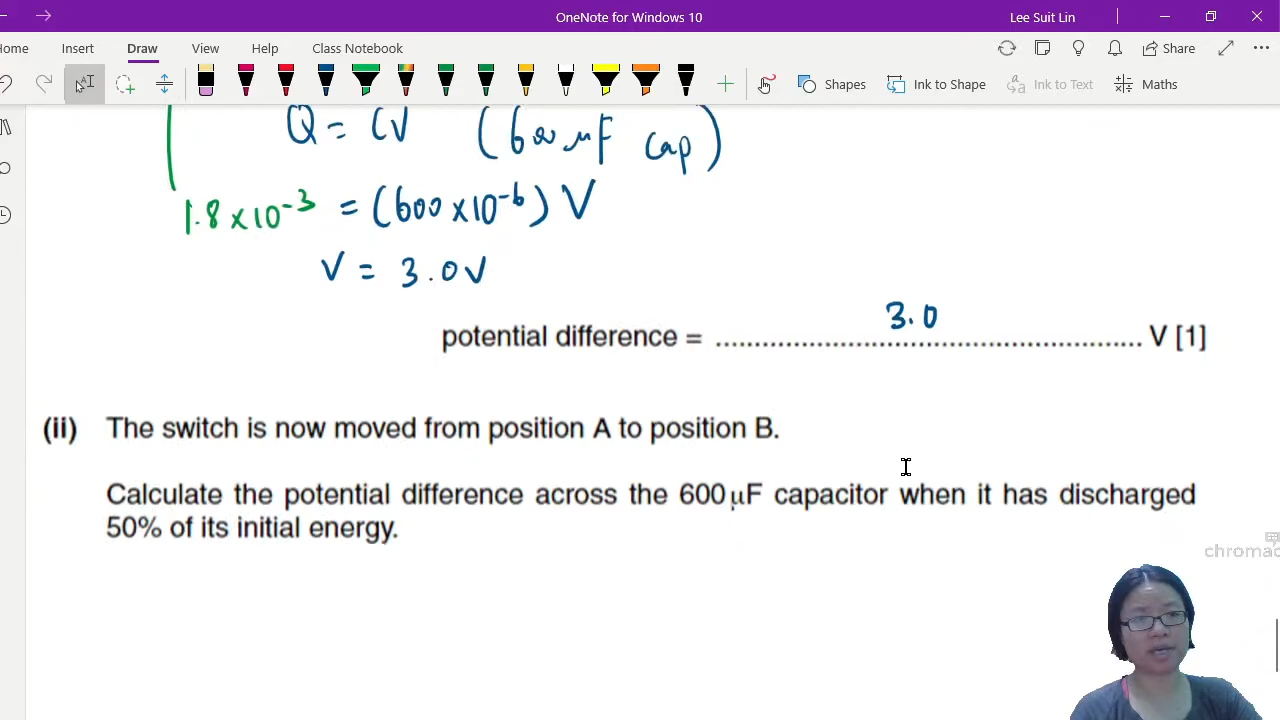 OneNote for Windows 10
Lee Suit Lin
Home Insert Draw View Help Class Notebook Share
Shapes Ink to Shape Ink to Text Maths
Q = CV (600 μF cap)
1.8 x 10⁻³ = (600 x 10⁻⁶) V
V = 3.0V
3.0
potential difference = ........................................................ V [1]
(ii) The switch is now moved from position A to position B.
Calculate the potential difference across the 600 μF capacitor when it has discharged
50% of its initial energy.
chromac